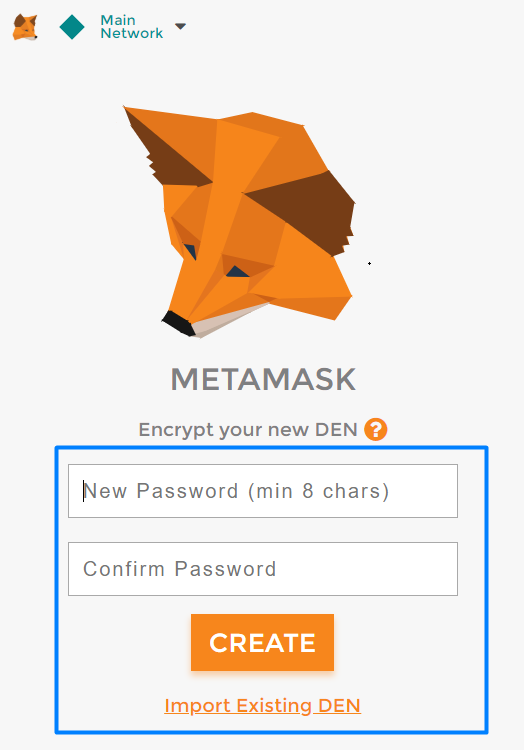 Main
Network
METAMASK
Encrypt your new DEN ?
New Password (min 8 chars)
Confirm Password
CREATE
Import Existing DEN